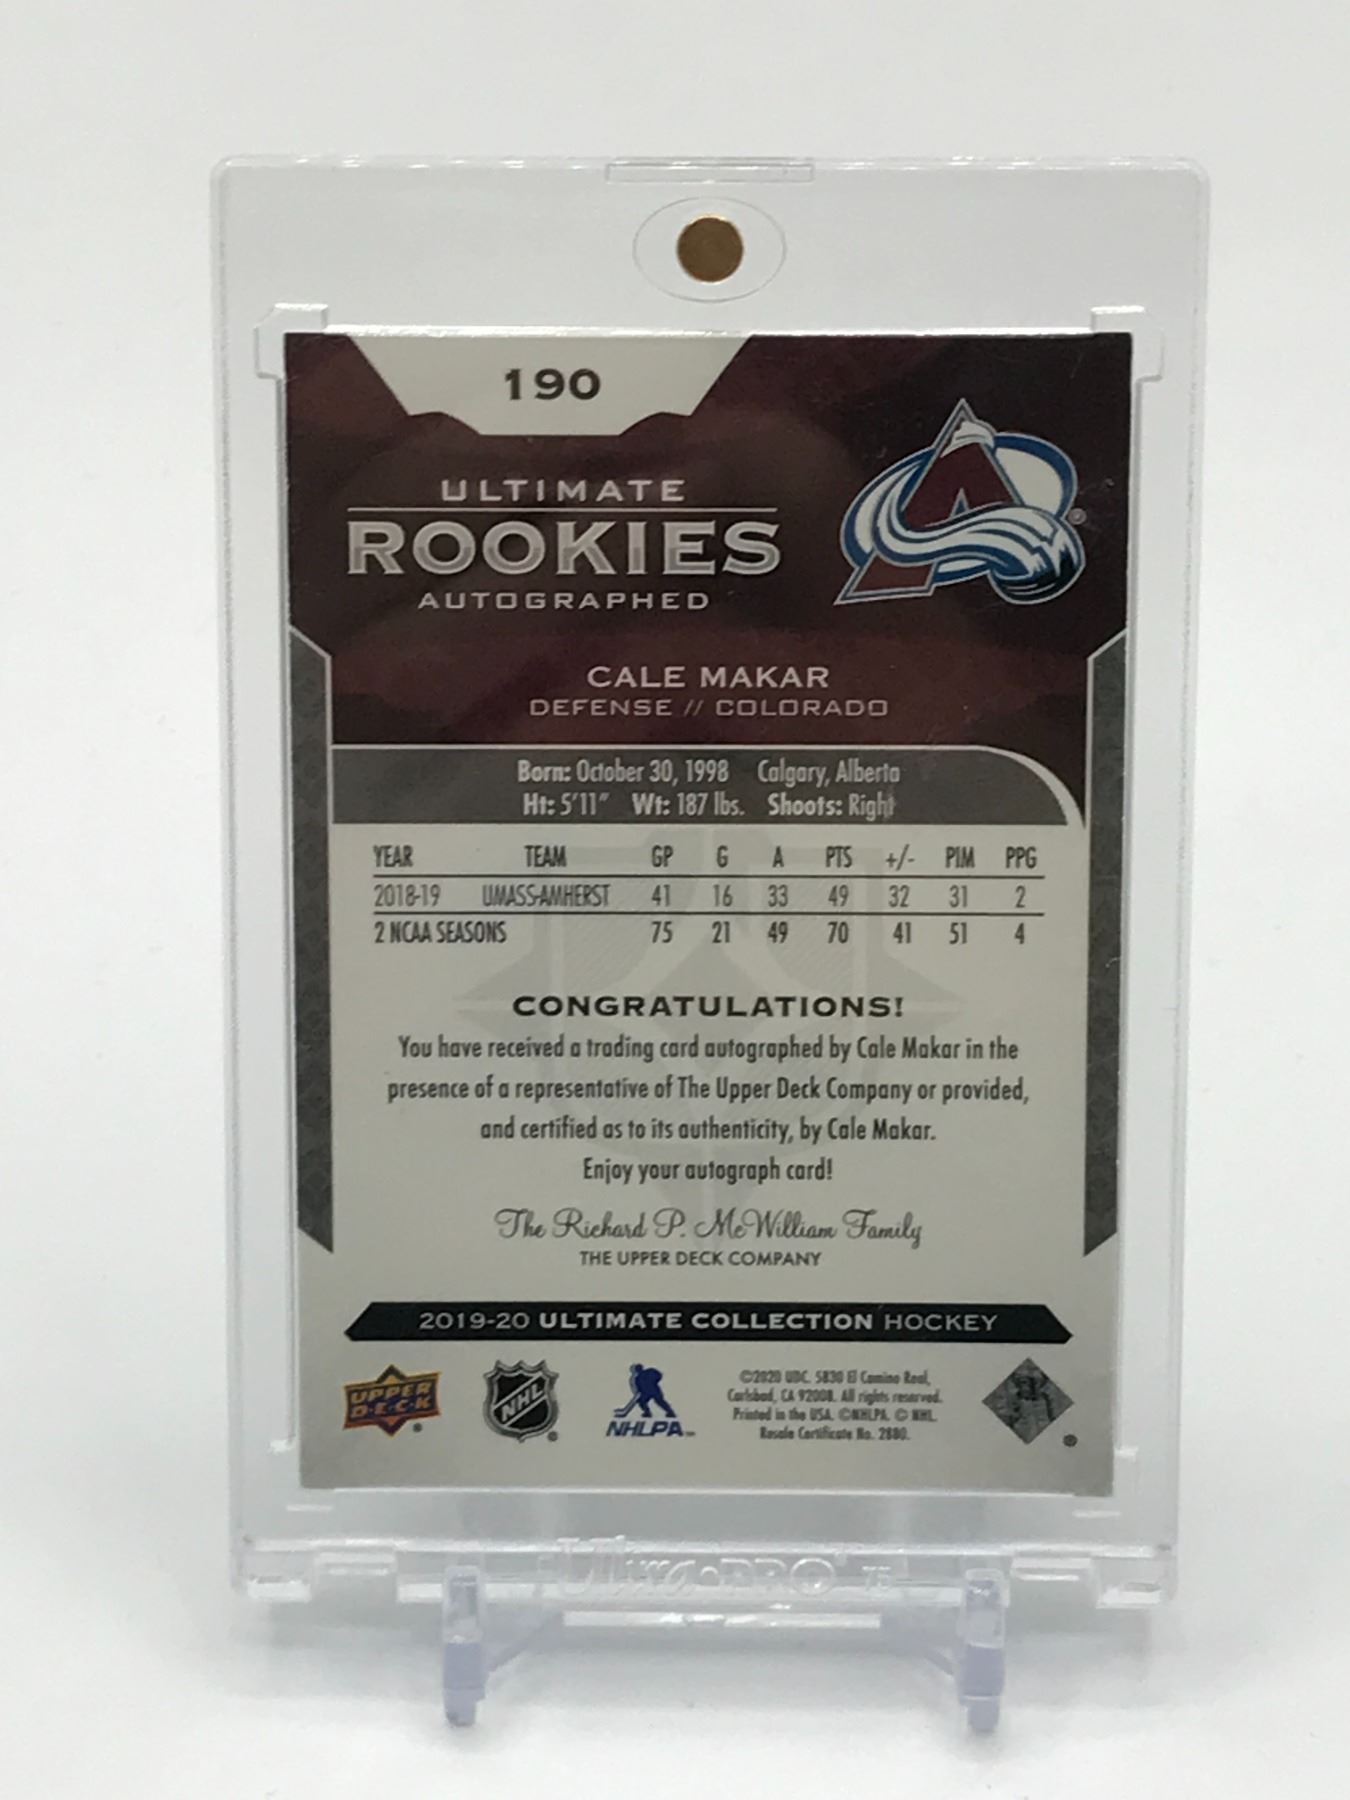 190
ULTIMATE
ROOKIES
AUTOGRAPHED
CALE MAKAR
DEFENSE // COLORADO
Born: October 30, 1998 Calgary, Alberta
Ht: 5'11" Wt: 187 lbs. Shoots: Right
YEAR TEAM GP G A PTS +/- PIM PPG
2018-19 UMASS-AMHERST 41 16 33 49 32 31 2
2 NCAA SEASONS 75 21 49 70 41 51 4
CONGRATULATIONS!
You have received a trading card autographed by Cale Makar in the
presence of a representative of The Upper Deck Company or provided,
and certified as to its authenticity, by Cale Makar.
Enjoy your autograph card!
The Richard P. McWilliam Family
THE UPPER DECK COMPANY
2019-20 ULTIMATE COLLECTION HOCKEY
UPPER
D·E·C·K ®
NHL ®
NHLPA™
©2020 UDC. 5830 El Camino Real,
Carlsbad, CA 92008. All rights reserved.
Printed in the USA. ©NHLPA. © NHL.
Resale Certificate No. 2880.
®
Ultra·PRO® 75